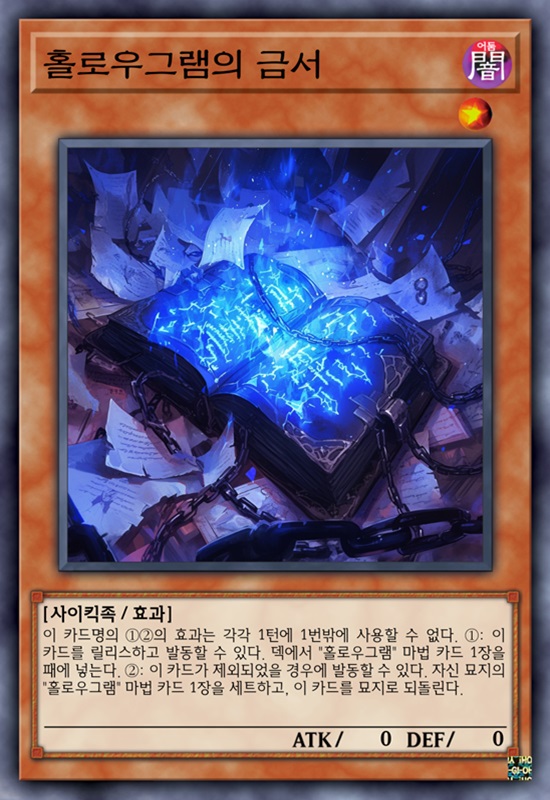 홀로우그램의 금서
어둠
闇
[사이킥족 / 효과]
이 카드명의 ①②의 효과는 각각 1턴에 1번밖에 사용할 수 없다. ①: 이
카드를 릴리스하고 발동할 수 있다. 덱에서 "홀로우그램" 마법 카드 1장을
패에 넣는다. ②: 이 카드가 제외되었을 경우에 발동할 수 있다. 자신 묘지의
"홀로우그램" 마법 카드 1장을 세트하고, 이 카드를 묘지로 되돌린다.
ATK/ 0 DEF/ 0